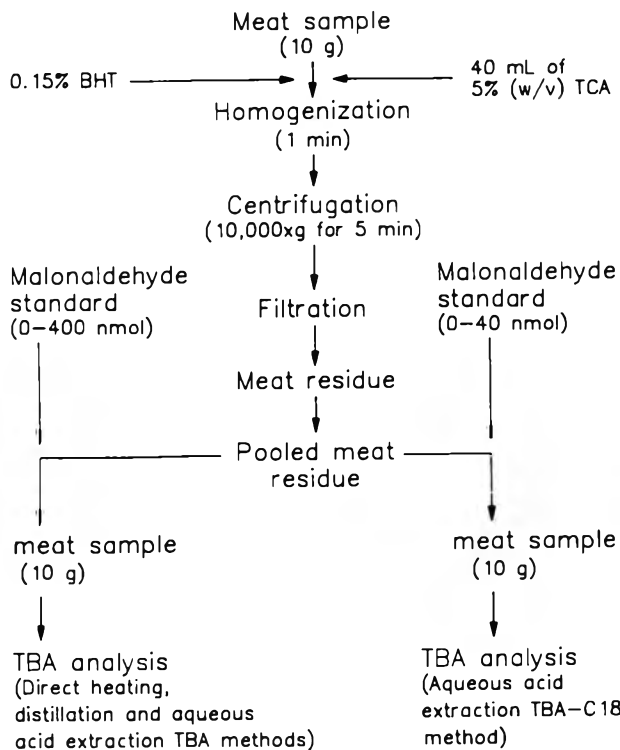 Meat sample
(10 g)
0.15% BHT
40 mL of
5% (w/v) TCA
Homogenization
(1 min)
Centrifugation
(10,000xg for 5 min)
Malonaldehyde
standard
(0-400 nmol)
Malonaldehyde
standard
(0-40 nmol)
Filtration
Meat residue
Pooled meat
residue
meat sample
(10 g)
meat sample
(10 g)
TBA analysis
(Direct heating,
distillation and aqueous
acid extraction TBA methods)
TBA analysis
(Aqueous acid
extraction TBA-C18
method)